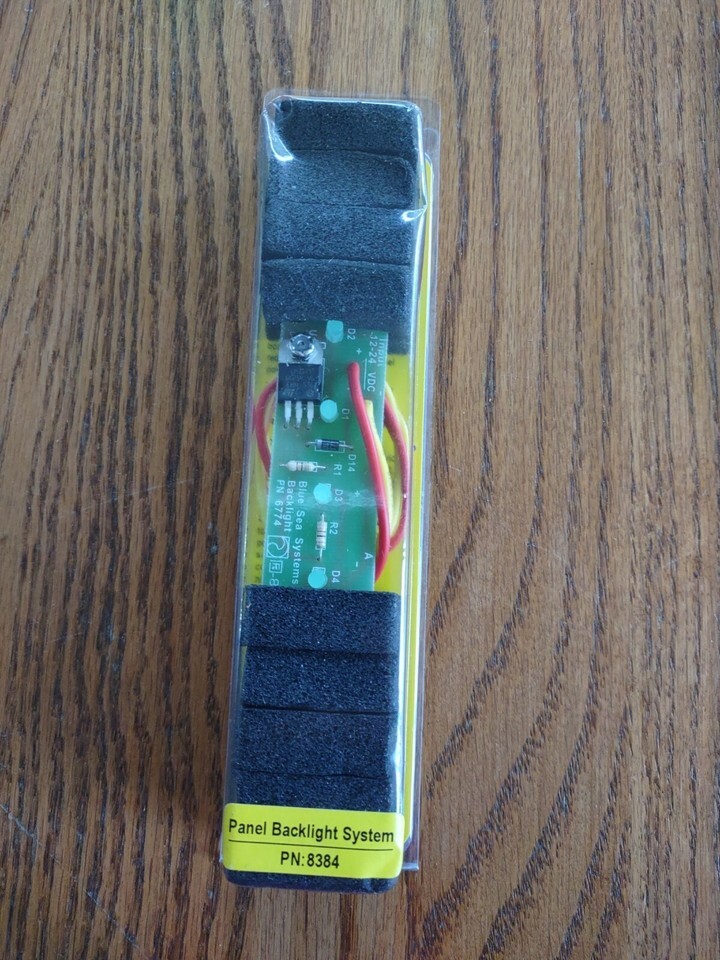 D2
Input
12-24 VDC
+
D1
D14
R1
D3
Blue Sea Systems
Backlight
PN 6774
R2
A
-
D4
Panel Backlight System
PN:8384